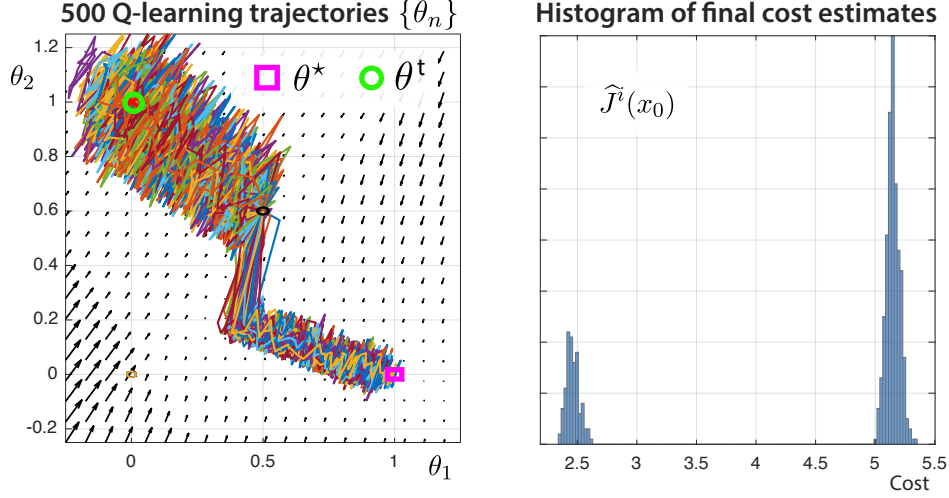 500 Q-learning trajectories {θₙ}
θ₂
1.2
1
0.8
0.6
0.4
0.2
0
-0.2
θ⋆
θᵗ
0
0.5
1
θ₁
Histogram of final cost estimates
Ĵⁱ(x₀)
2.5
3
3.5
4
4.5
5
5.5
Cost